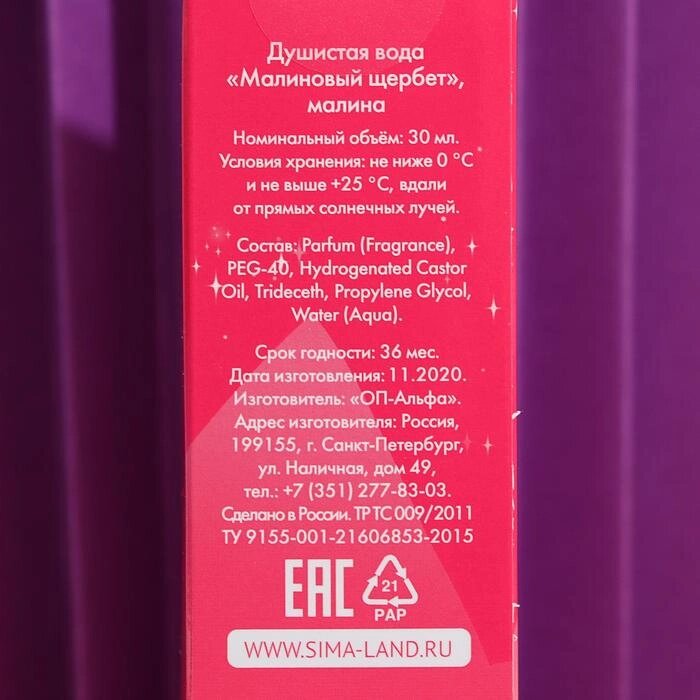 Душистая вода
«Малиновый щербет»,
малина
Номинальный объём: 30 мл.
Условия хранения: не ниже 0 °C
и не выше +25 °C, вдали
от прямых солнечных лучей.
Состав: Parfum (Fragrance),
PEG-40, Hydrogenated Castor
Oil, Trideceth, Propylene Glycol,
Water (Aqua).
Срок годности: 36 мес.
Дата изготовления: 11.2020.
Изготовитель: «ОП-Альфа».
Адрес изготовителя: Россия,
199155, г. Санкт-Петербург,
ул. Наличная, дом 49,
тел.: +7 (351) 277-83-03.
Сделано в России. ТР ТС 009/2011
ТУ 9155-001-21606853-2015
EAC
21
PAP
WWW.SIMA-LAND.RU